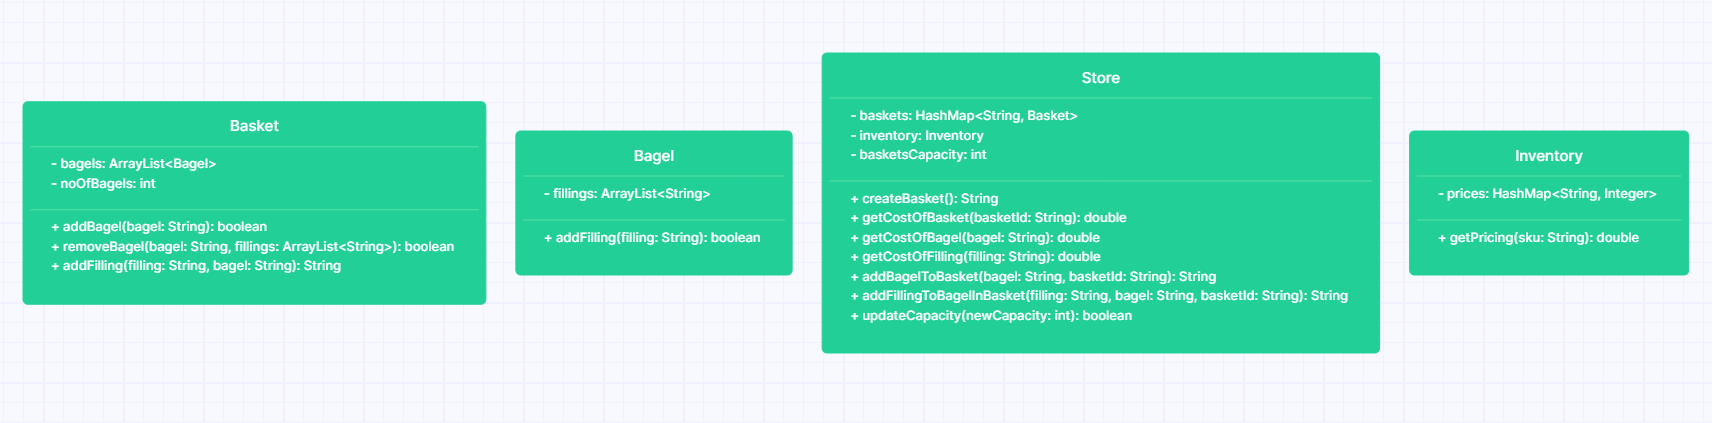 Basket
- bagels: ArrayList<Bagel>
- noOfBagels: int
+ addBagel(bagel: String): boolean
+ removeBagel(bagel: String, fillings: ArrayList<String>): boolean
+ addFilling(filling: String, bagel: String): String
Bagel
- fillings: ArrayList<String>
+ addFilling(filling: String): boolean
Store
- baskets: HashMap<String, Basket>
- inventory: Inventory
- basketsCapacity: int
+ createBasket(): String
+ getCostOfBasket(basketId: String): double
+ getCostOfBagel(bagel: String): double
+ getCostOfFilling(filling: String): double
+ addBagelToBasket(bagel: String, basketId: String): String
+ addFillingToBagelInBasket(filling: String, bagel: String, basketId: String): String
+ updateCapacity(newCapacity: int): boolean
Inventory
- prices: HashMap<String, Integer>
+ getPricing(sku: String): double